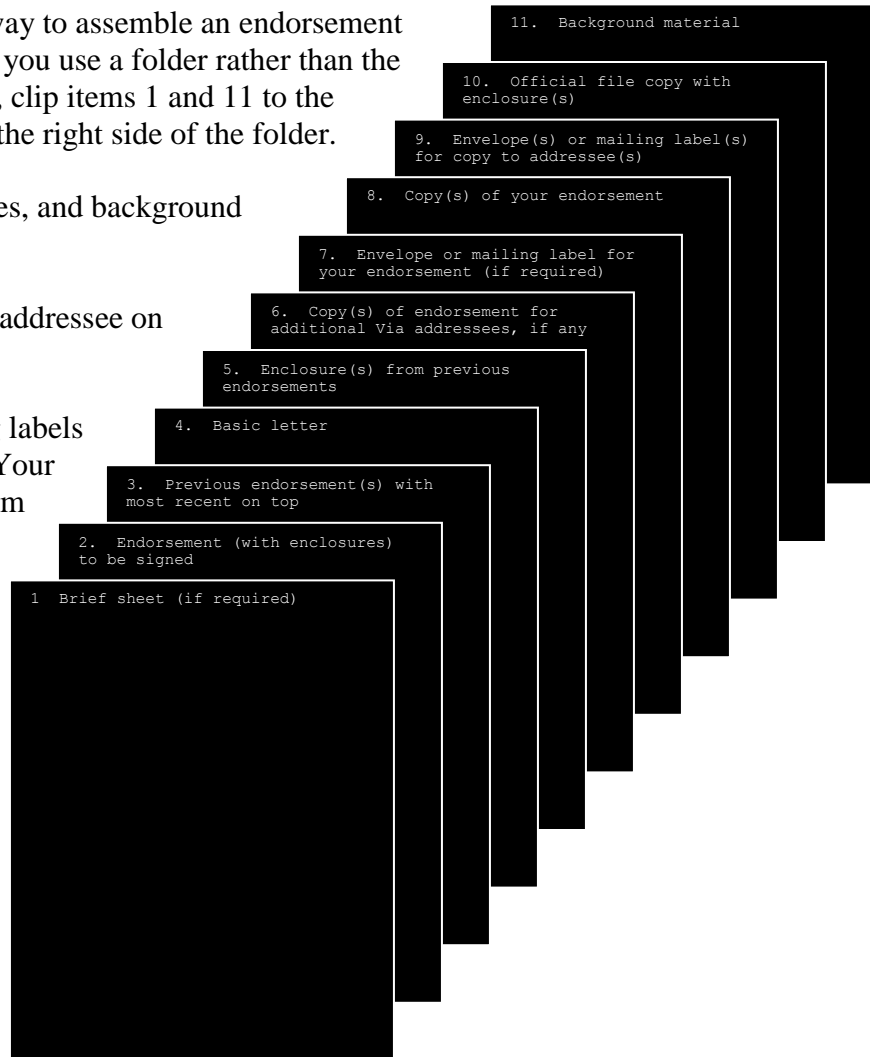 way to assemble an endorsement
you use a folder rather than the
, clip items 1 and 11 to the
the right side of the folder.
es, and background
addressee on
labels
Your
m
11. Background material
10. Official file copy with
enclosure(s)
9. Envelope(s) or mailing label(s)
for copy to addressee(s)
8. Copy(s) of your endorsement
7. Envelope or mailing label for
your endorsement (if required)
6. Copy(s) of endorsement for
additional Via addressees, if any
5. Enclosure(s) from previous
endorsements
4. Basic letter
3. Previous endorsement(s) with
most recent on top
2. Endorsement (with enclosures)
to be signed
1 Brief sheet (if required)